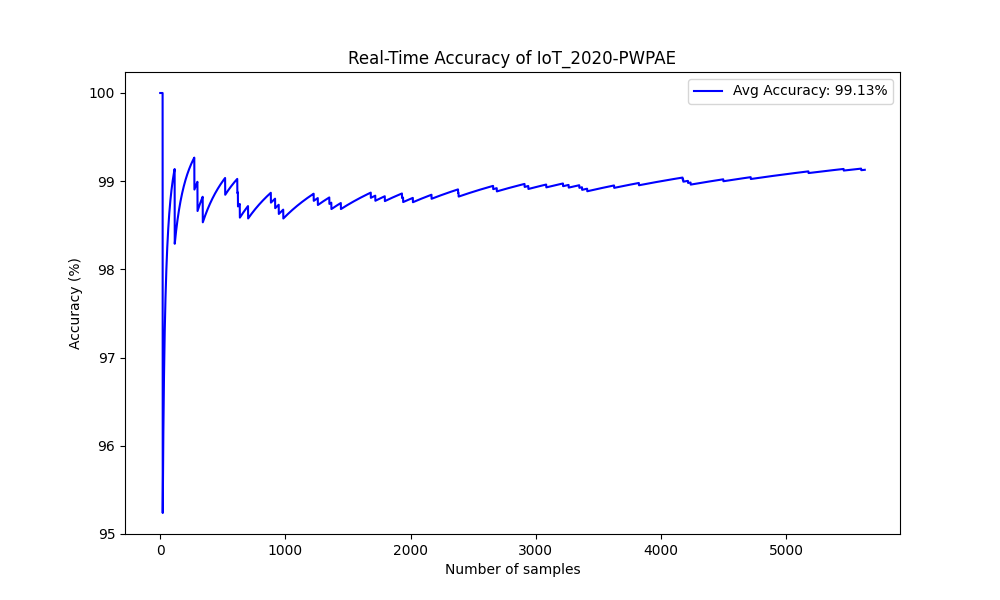 Real-Time Accuracy of IoT_2020-PWPAE
Avg Accuracy: 99.13%
100
99
98
97
96
95
Accuracy (%)
0 1000 2000 3000 4000 5000
Number of samples